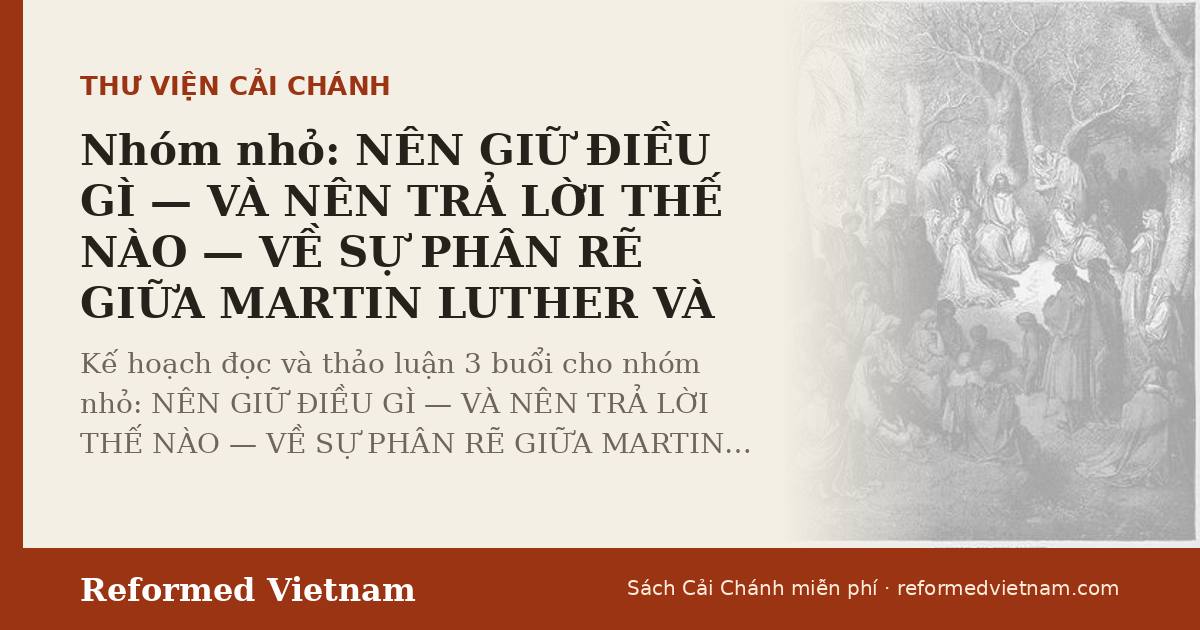 THƯ VIỆN CẢI CHÁNH
Nhóm nhỏ: NÊN GIỮ ĐIỀU
GÌ — VÀ NÊN TRẢ LỜI THẾ
NÀO — VỀ SỰ PHÂN RẼ
GIỮA MARTIN LUTHER VÀ
Kế hoạch đọc và thảo luận 3 buổi cho nhóm
nhỏ: NÊN GIỮ ĐIỀU GÌ — VÀ NÊN TRẢ LỜI
THẾ NÀO — VỀ SỰ PHÂN RẼ GIỮA MARTIN...
Reformed Vietnam
Sách Cải Chánh miễn phí · reformedvietnam.com